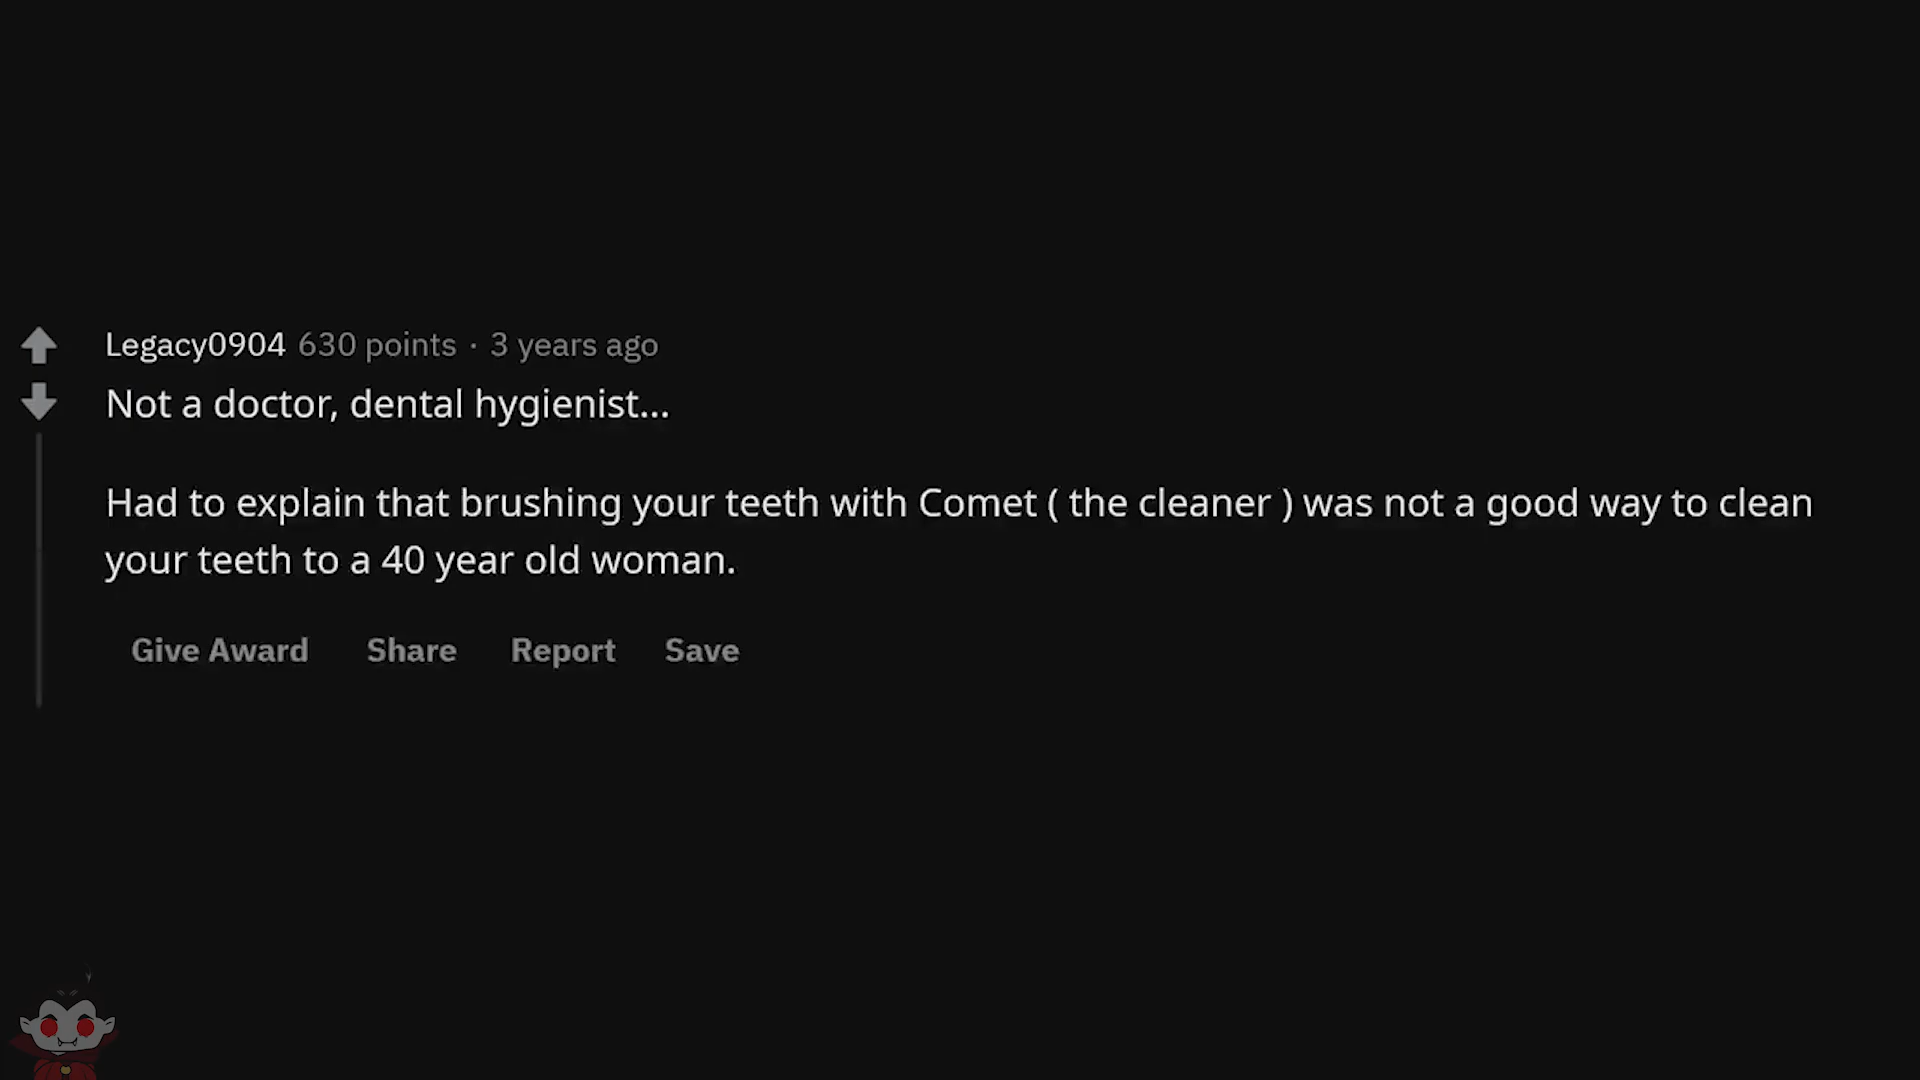 Legacy0904 630 points · 3 years ago
Not a doctor, dental hygienist...
Had to explain that brushing your teeth with Comet ( the cleaner ) was not a good way to clean
your teeth to a 40 year old woman.
Give Award Share Report Save